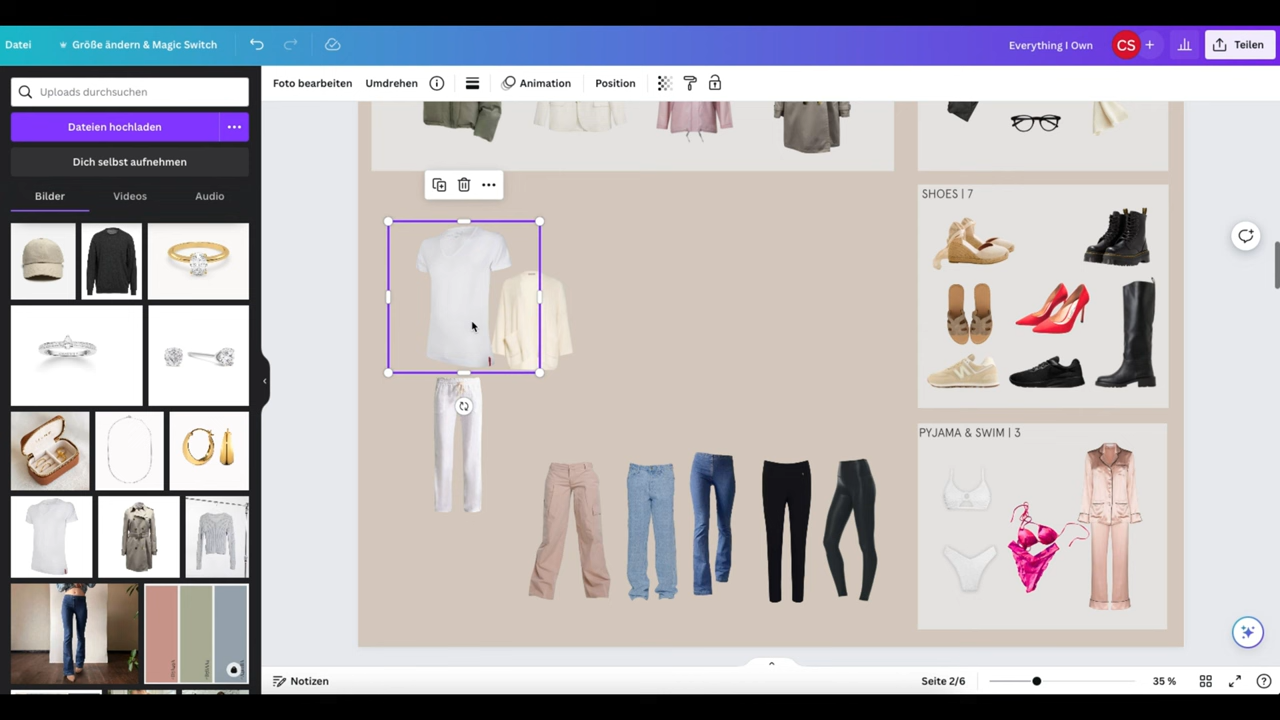 Datei
Größe ändern & Magic Switch
Everything I Own
CS
Teilen
Uploads durchsuchen
Foto bearbeiten
Umdrehen
Animation
Position
Dateien hochladen
Dich selbst aufnehmen
Bilder
Videos
Audio
SHOES | 7
PYJAMA & SWIM | 3
Notizen
Seite 2/6
35 %